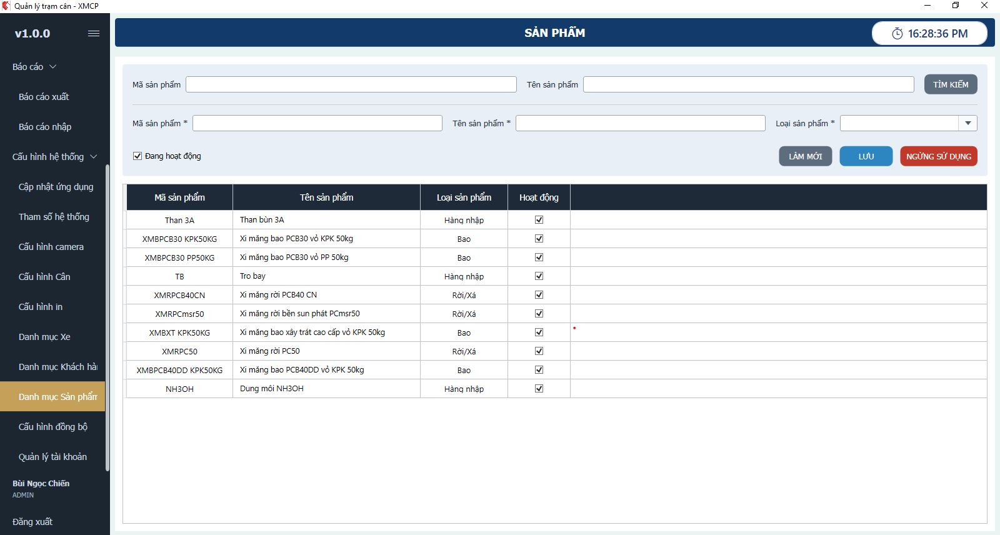 Quản lý trạm cân - XMCP
v1.0.0
Báo cáo
Báo cáo xuất
Báo cáo nhập
Cấu hình hệ thống
Cập nhật ứng dụng
Tham số hệ thống
Cấu hình camera
Cấu hình Cân
Cấu hình in
Danh mục Xe
Danh mục Khách hàn
Danh mục Sản phẩm
Cấu hình đồng bộ
Quản lý tài khoản
Bùi Ngọc Chiến
ADMIN
Đăng xuất
SẢN PHẨM
16:28:36 PM
Mã sản phẩm Tên sản phẩm TÌM KIẾM
Mã sản phẩm * Tên sản phẩm * Loại sản phẩm *
Đang hoạt động LÀM MỚI LƯU NGỪNG SỬ DỤNG
Mã sản phẩm Tên sản phẩm Loại sản phẩm Hoạt động
Than 3A Than bùn 3A Hàng nhập
XMBPCB30 KPK50KG Xi măng bao PCB30 vỏ KPK 50kg Bao
XMBPCB30 PP50KG Xi măng bao PCB30 vỏ PP 50kg Bao
TB Tro bay Hàng nhập
XMRPCB40CN Xi măng rời PCB40 CN Rời/Xá
XMRPCmsr50 Xi măng rời bền sun phát PCmsr50 Rời/Xá
XMBXT KPK50KG Xi măng bao xây trát cao cấp vỏ KPK 50kg Bao
XMRPC50 Xi măng rời PC50 Rời/Xá
XMBPCB40DD KPK50KG Xi măng bao PCB40DD vỏ KPK 50kg Bao
NH3OH Dung môi NH3OH Hàng nhập